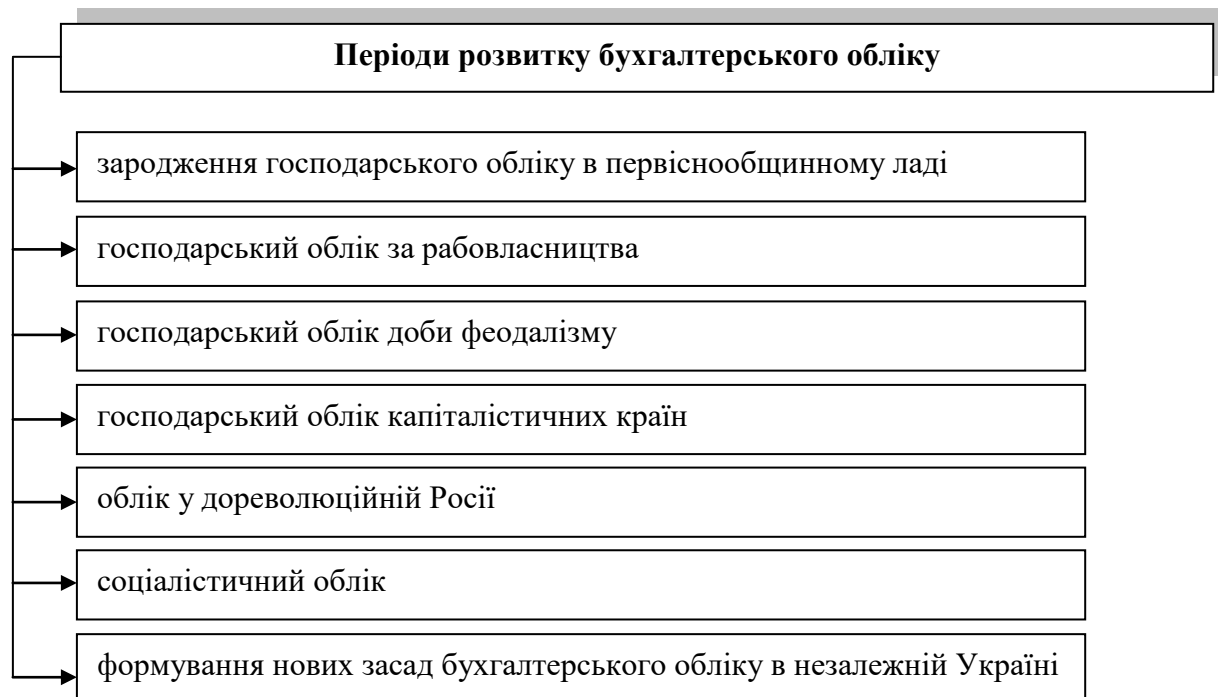 Періоди розвитку бухгалтерського обліку
зародження господарського обліку в первіснообщинному ладі
господарський облік за рабовласництва
господарський облік доби феодалізму
господарський облік капіталістичних країн
облік у дореволюційній Росії
соціалістичний облік
формування нових засад бухгалтерського обліку в незалежній Україні